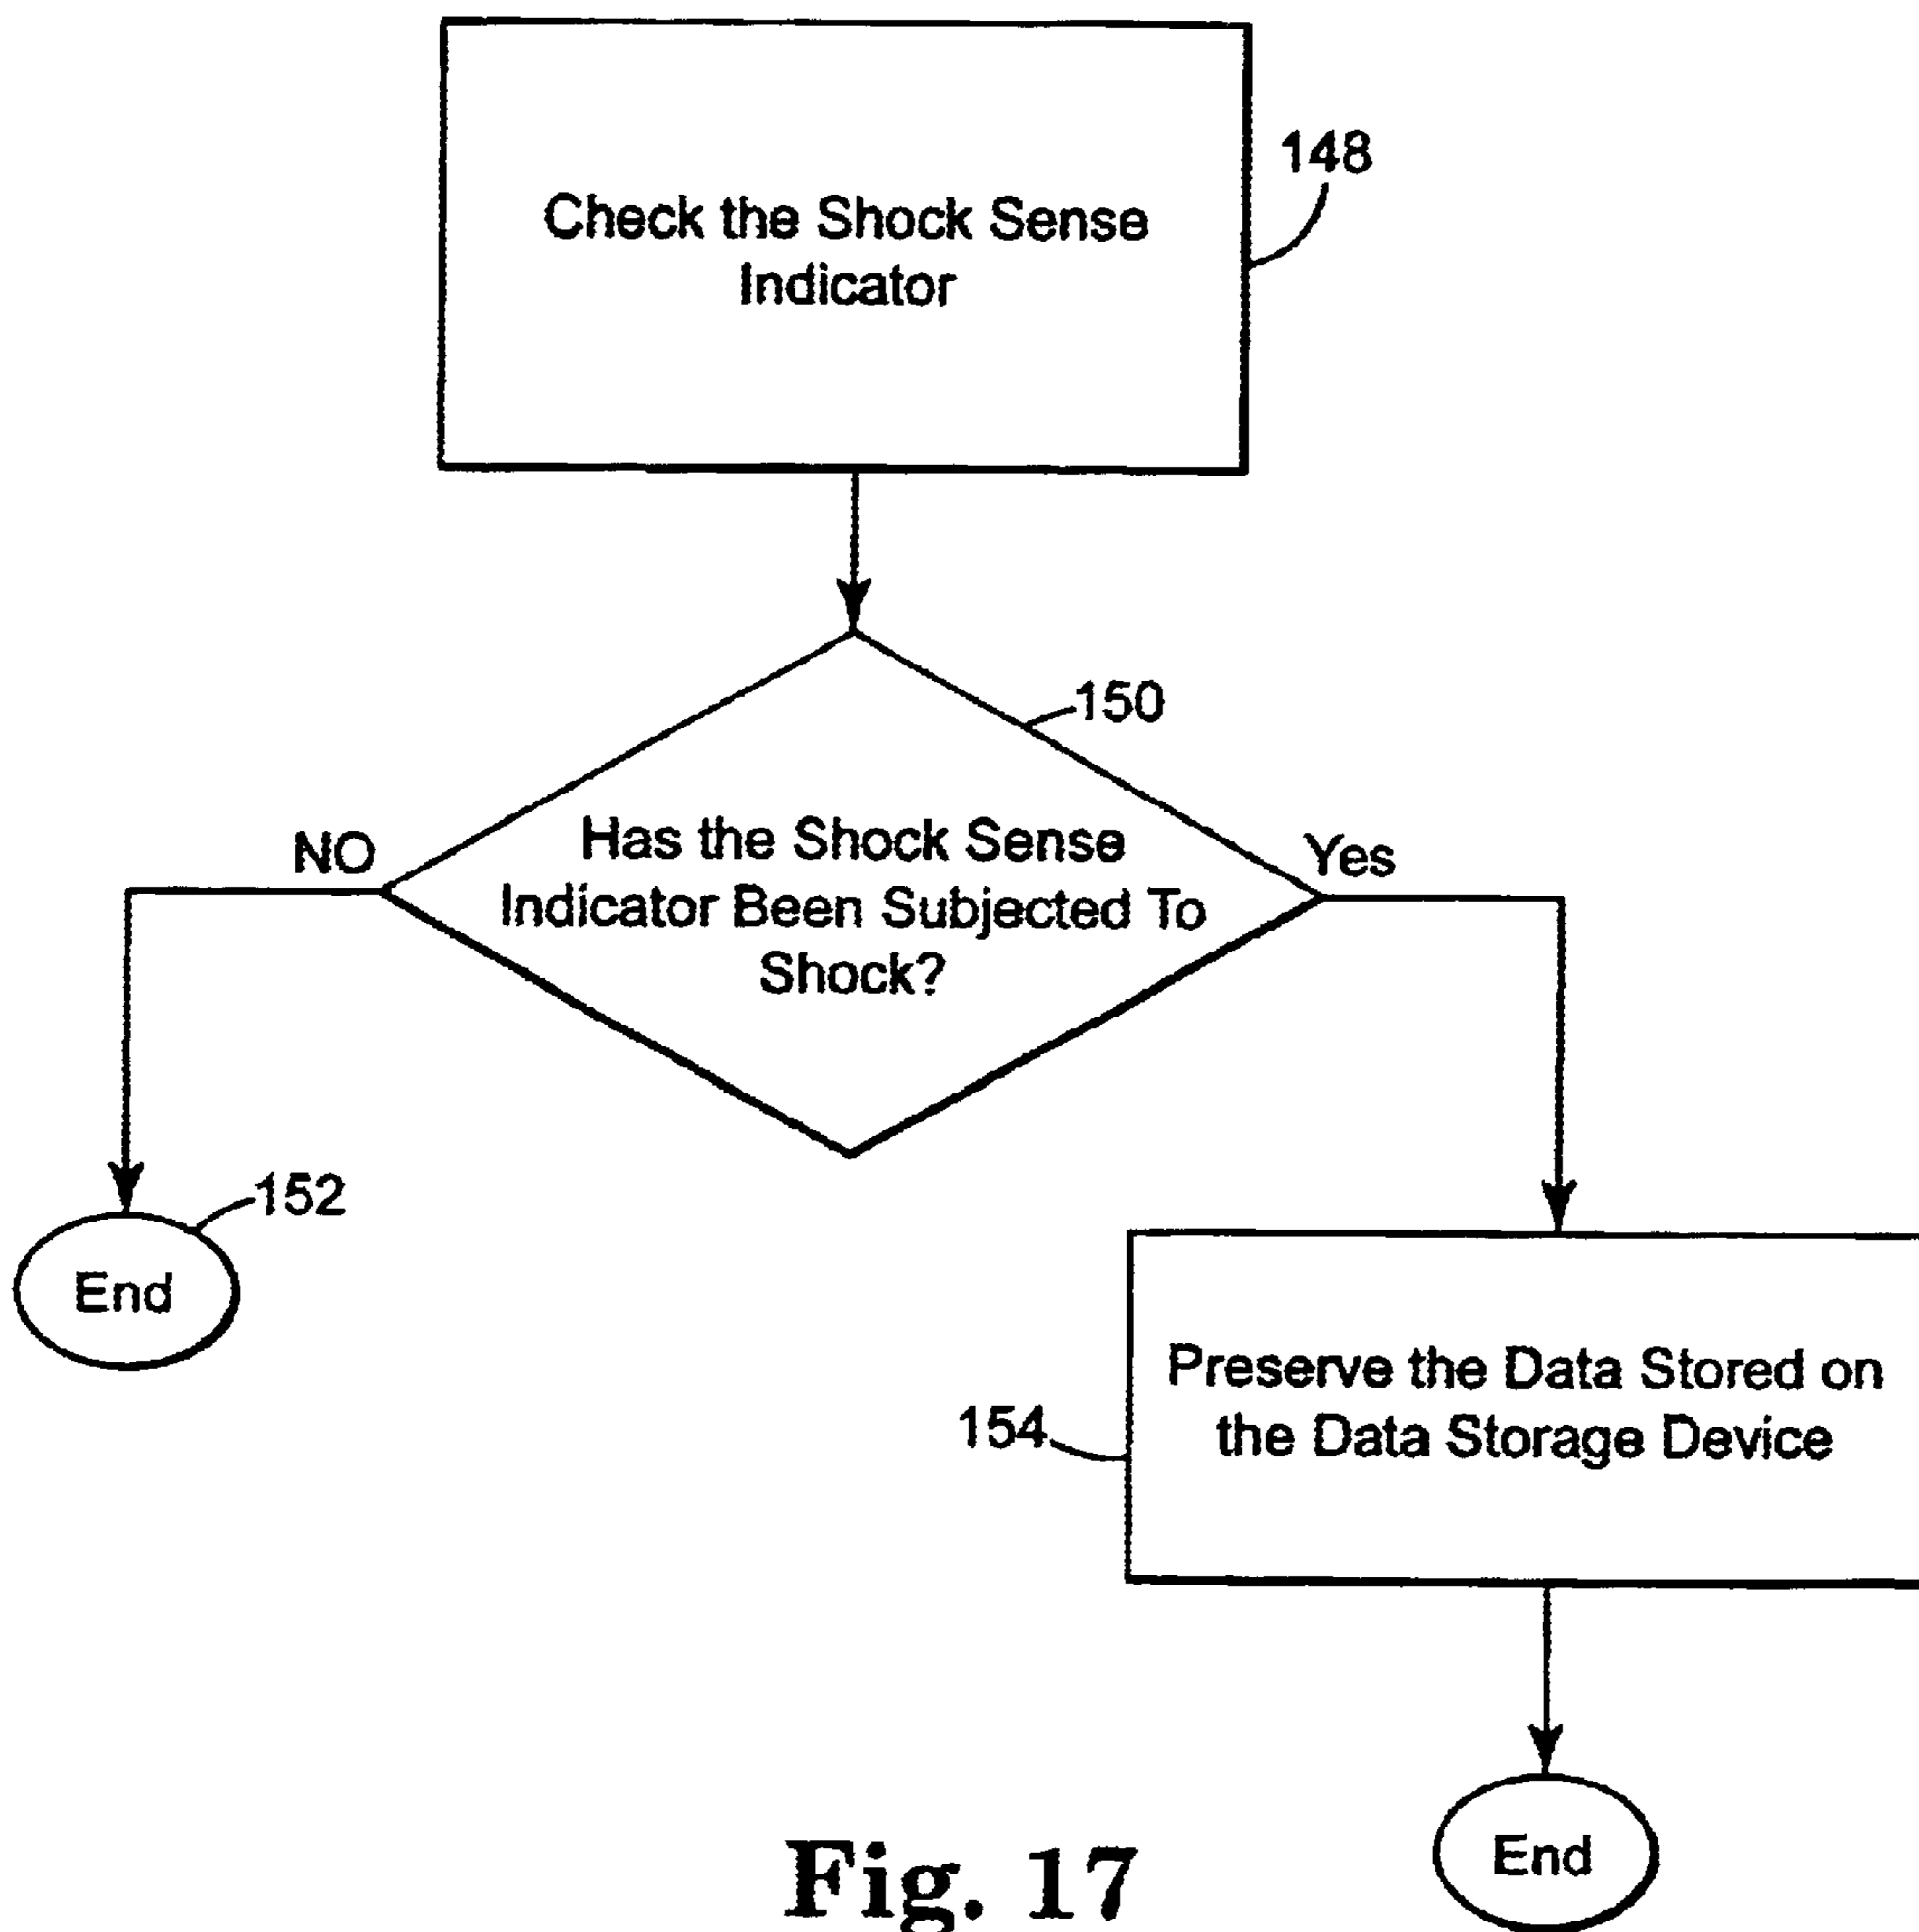 Check the Shock Sense
Indicator
148
150
Has the Shock Sense
Indicator Been Subjected To
Shock?
NO
Yes
152
End
Preserve the Data Stored on
the Data Storage Device
154
End
Fig. 17